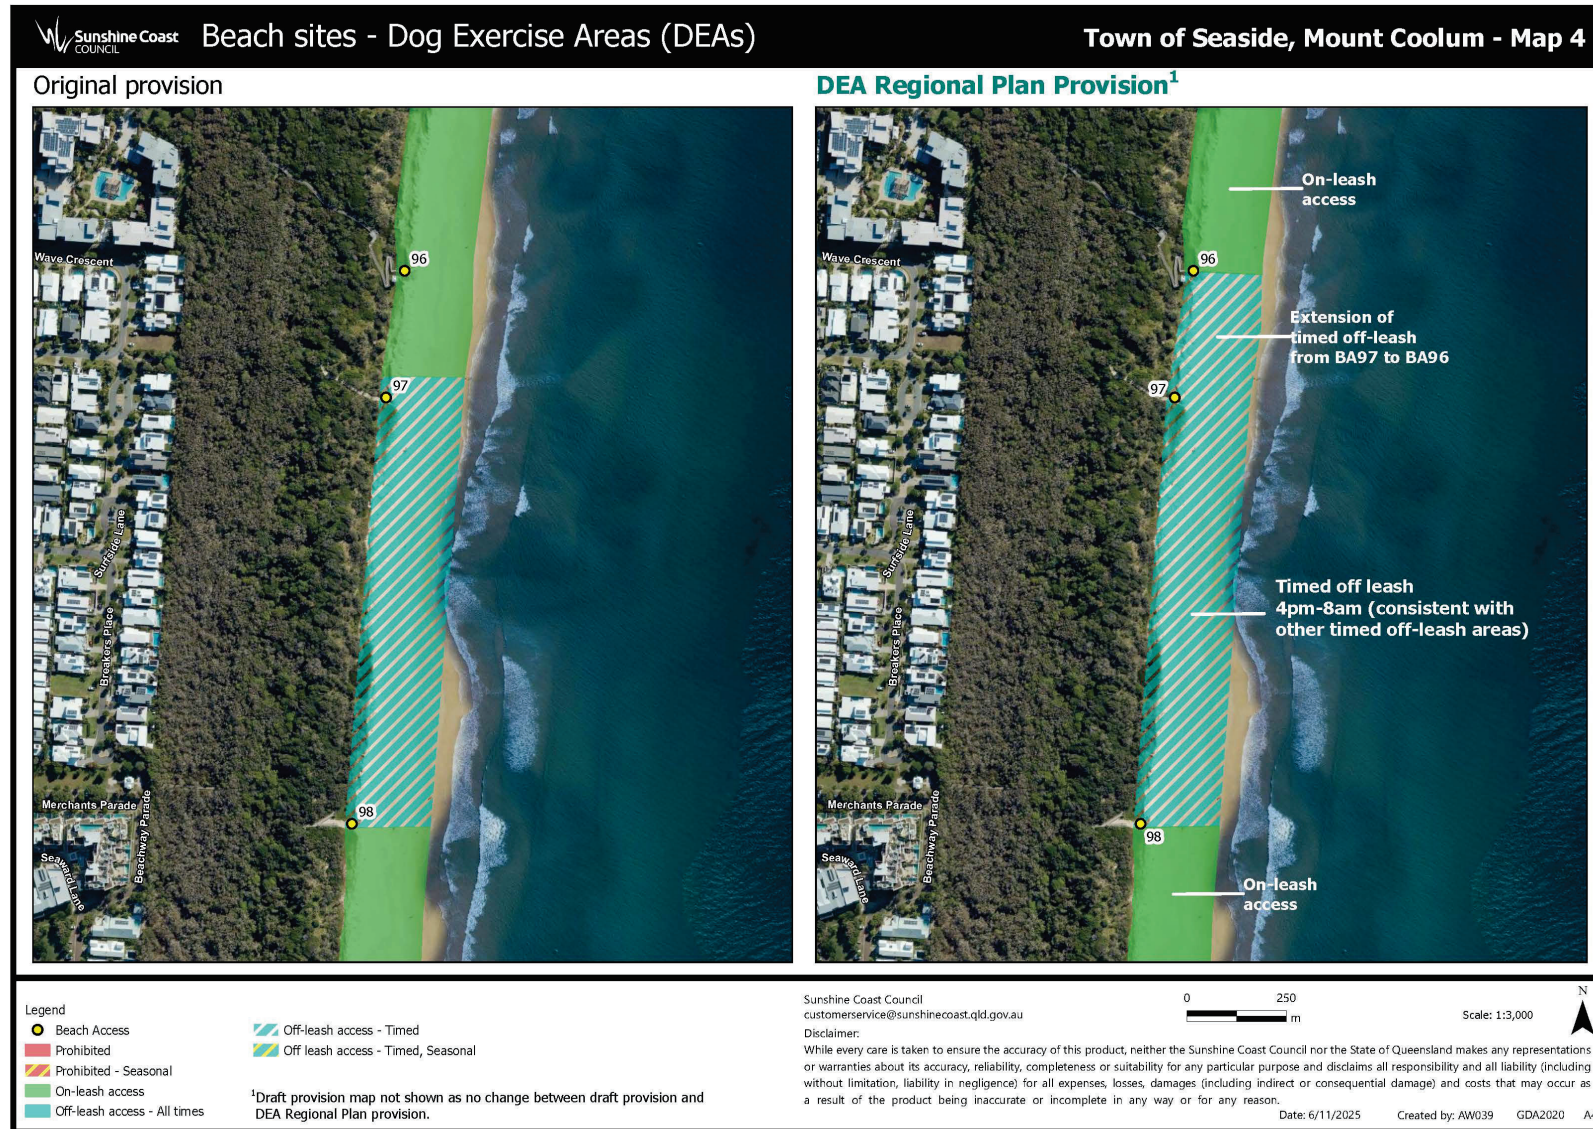 Sunshine Coast
COUNCIL
Beach sites - Dog Exercise Areas (DEAs)
Town of Seaside, Mount Coolum - Map 4
Original provision
DEA Regional Plan Provision¹
Wave Crescent
96
97
Surfside Lane
Breakers Place
98
Merchants Parade
Beachway Parade
Seaward Lane
On-leash
access
Wave Crescent
96
Extension of
timed off-leash
from BA97 to BA96
97
Surfside Lane
Timed off leash
4pm-8am (consistent with
other timed off-leash areas)
Breakers Place
Merchants Parade
Beachway Parade
98
Seaward Lane
On-leash
access
Legend
Beach Access
Prohibited
Prohibited - Seasonal
On-leash access
Off-leash access - All times
Off-leash access - Timed
Off leash access - Timed, Seasonal
¹Draft provision map not shown as no change between draft provision and
DEA Regional Plan provision.
Sunshine Coast Council
customerservice@sunshinecoast.qld.gov.au
0 250
m
Scale: 1:3,000
N
Disclaimer:
While every care is taken to ensure the accuracy of this product, neither the Sunshine Coast Council nor the State of Queensland makes any representations
or warranties about its accuracy, reliability, completeness or suitability for any particular purpose and disclaims all responsibility and all liability (including
without limitation, liability in negligence) for all expenses, losses, damages (including indirect or consequential damage) and costs that may occur as
a result of the product being inaccurate or incomplete in any way or for any reason.
Date: 6/11/2025 Created by: AW039 GDA2020 A4